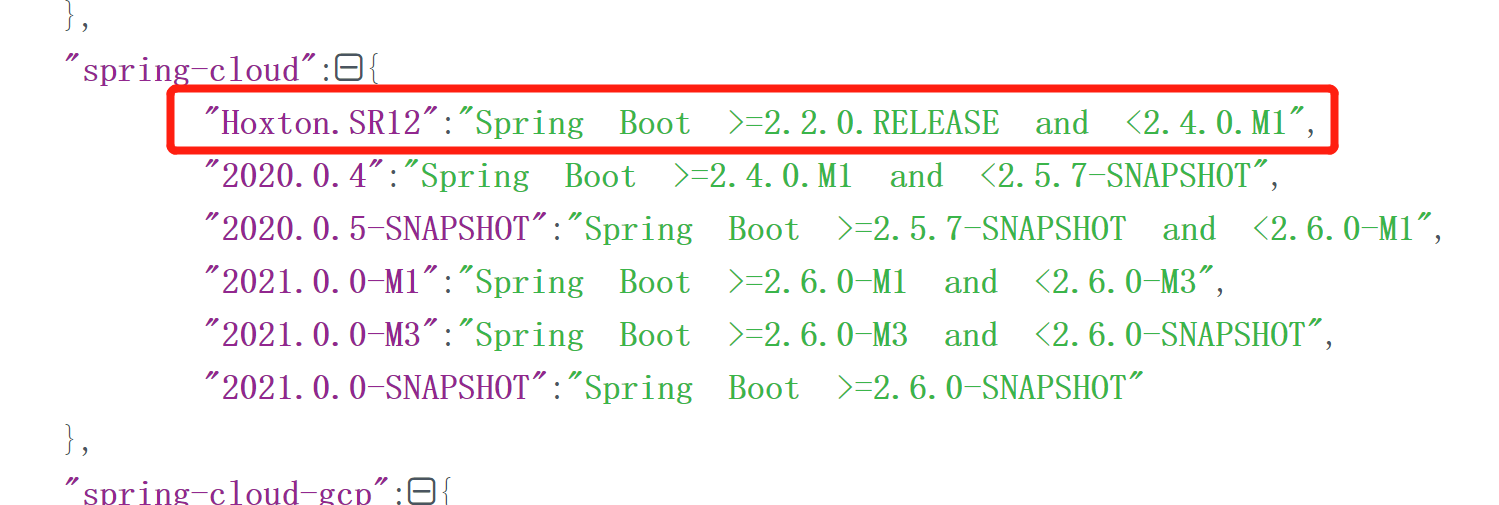 },
"spring-cloud":{
"Hoxton.SR12":"Spring Boot >=2.2.0.RELEASE and <2.4.0.M1",
"2020.0.4":"Spring Boot >=2.4.0.M1 and <2.5.7-SNAPSHOT",
"2020.0.5-SNAPSHOT":"Spring Boot >=2.5.7-SNAPSHOT and <2.6.0-M1",
"2021.0.0-M1":"Spring Boot >=2.6.0-M1 and <2.6.0-M3",
"2021.0.0-M3":"Spring Boot >=2.6.0-M3 and <2.6.0-SNAPSHOT",
"2021.0.0-SNAPSHOT":"Spring Boot >=2.6.0-SNAPSHOT"
},
"spring-cloud-gcp":{